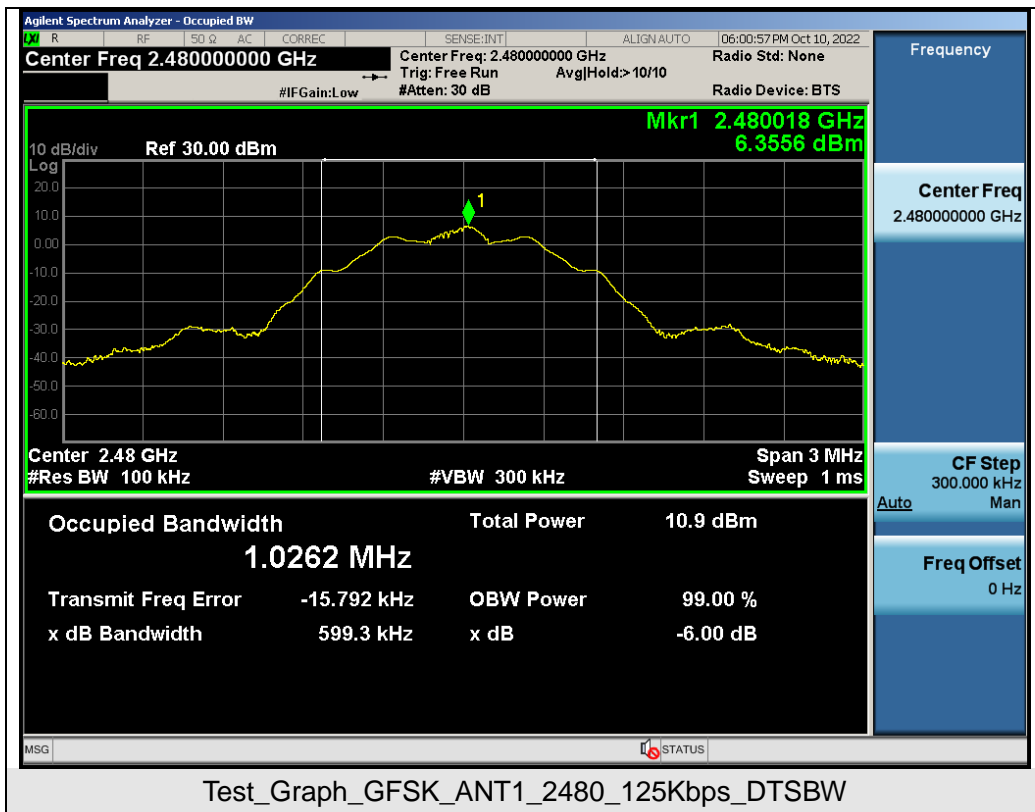 Agilent Spectrum Analyzer - Occupied BW
LXI R RF 50 Ω AC CORREC SENSE:INT ALIGN AUTO 06:00:57 PM Oct 10, 2022
Center Freq 2.480000000 GHz
Center Freq: 2.480000000 GHz
Radio Std: None
Trig: Free Run Avg|Hold:> 10/10
#IFGain:Low
#Atten: 30 dB
Radio Device: BTS
Frequency
Mkr1 2.480018 GHz
6.3556 dBm
10 dB/div Ref 30.00 dBm
Log
20.0
10.0
0.00
-10.0
-20.0
-30.0
-40.0
-50.0
-60.0
1
Center 2.48 GHz Span 3 MHz
#Res BW 100 kHz #VBW 300 kHz Sweep 1 ms
Center Freq
2.480000000 GHz
CF Step
300.000 kHz
Auto Man
Freq Offset
0 Hz
Occupied Bandwidth Total Power 10.9 dBm
1.0262 MHz
Transmit Freq Error -15.792 kHz OBW Power 99.00 %
x dB Bandwidth 599.3 kHz x dB -6.00 dB
MSG STATUS
Test_Graph_GFSK_ANT1_2480_125Kbps_DTSBW